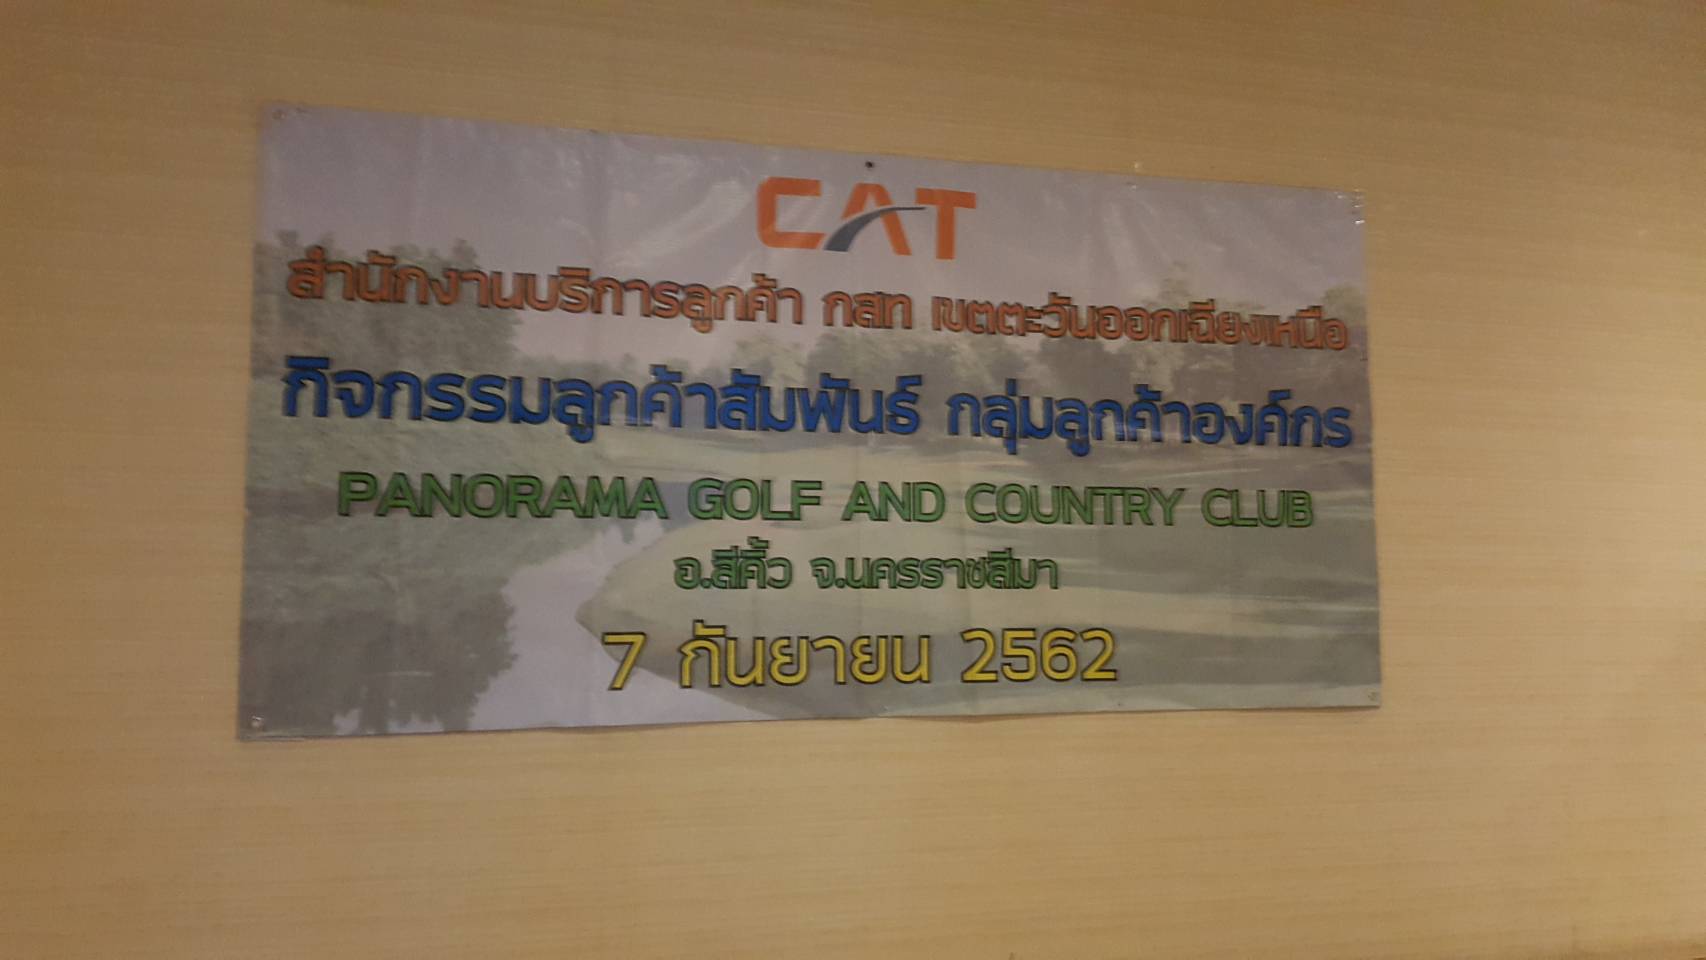 CAT
สำนักงานบริการลูกค้า กสท เขตตะวันออกเฉียงเหนือ
กิจกรรมลูกค้าสัมพันธ์ กลุ่มลูกค้าองค์กร
PANORAMA GOLF AND COUNTRY CLUB
อ.สีคิ้ว จ.นครราชสีมา
7 กันยายน 2562